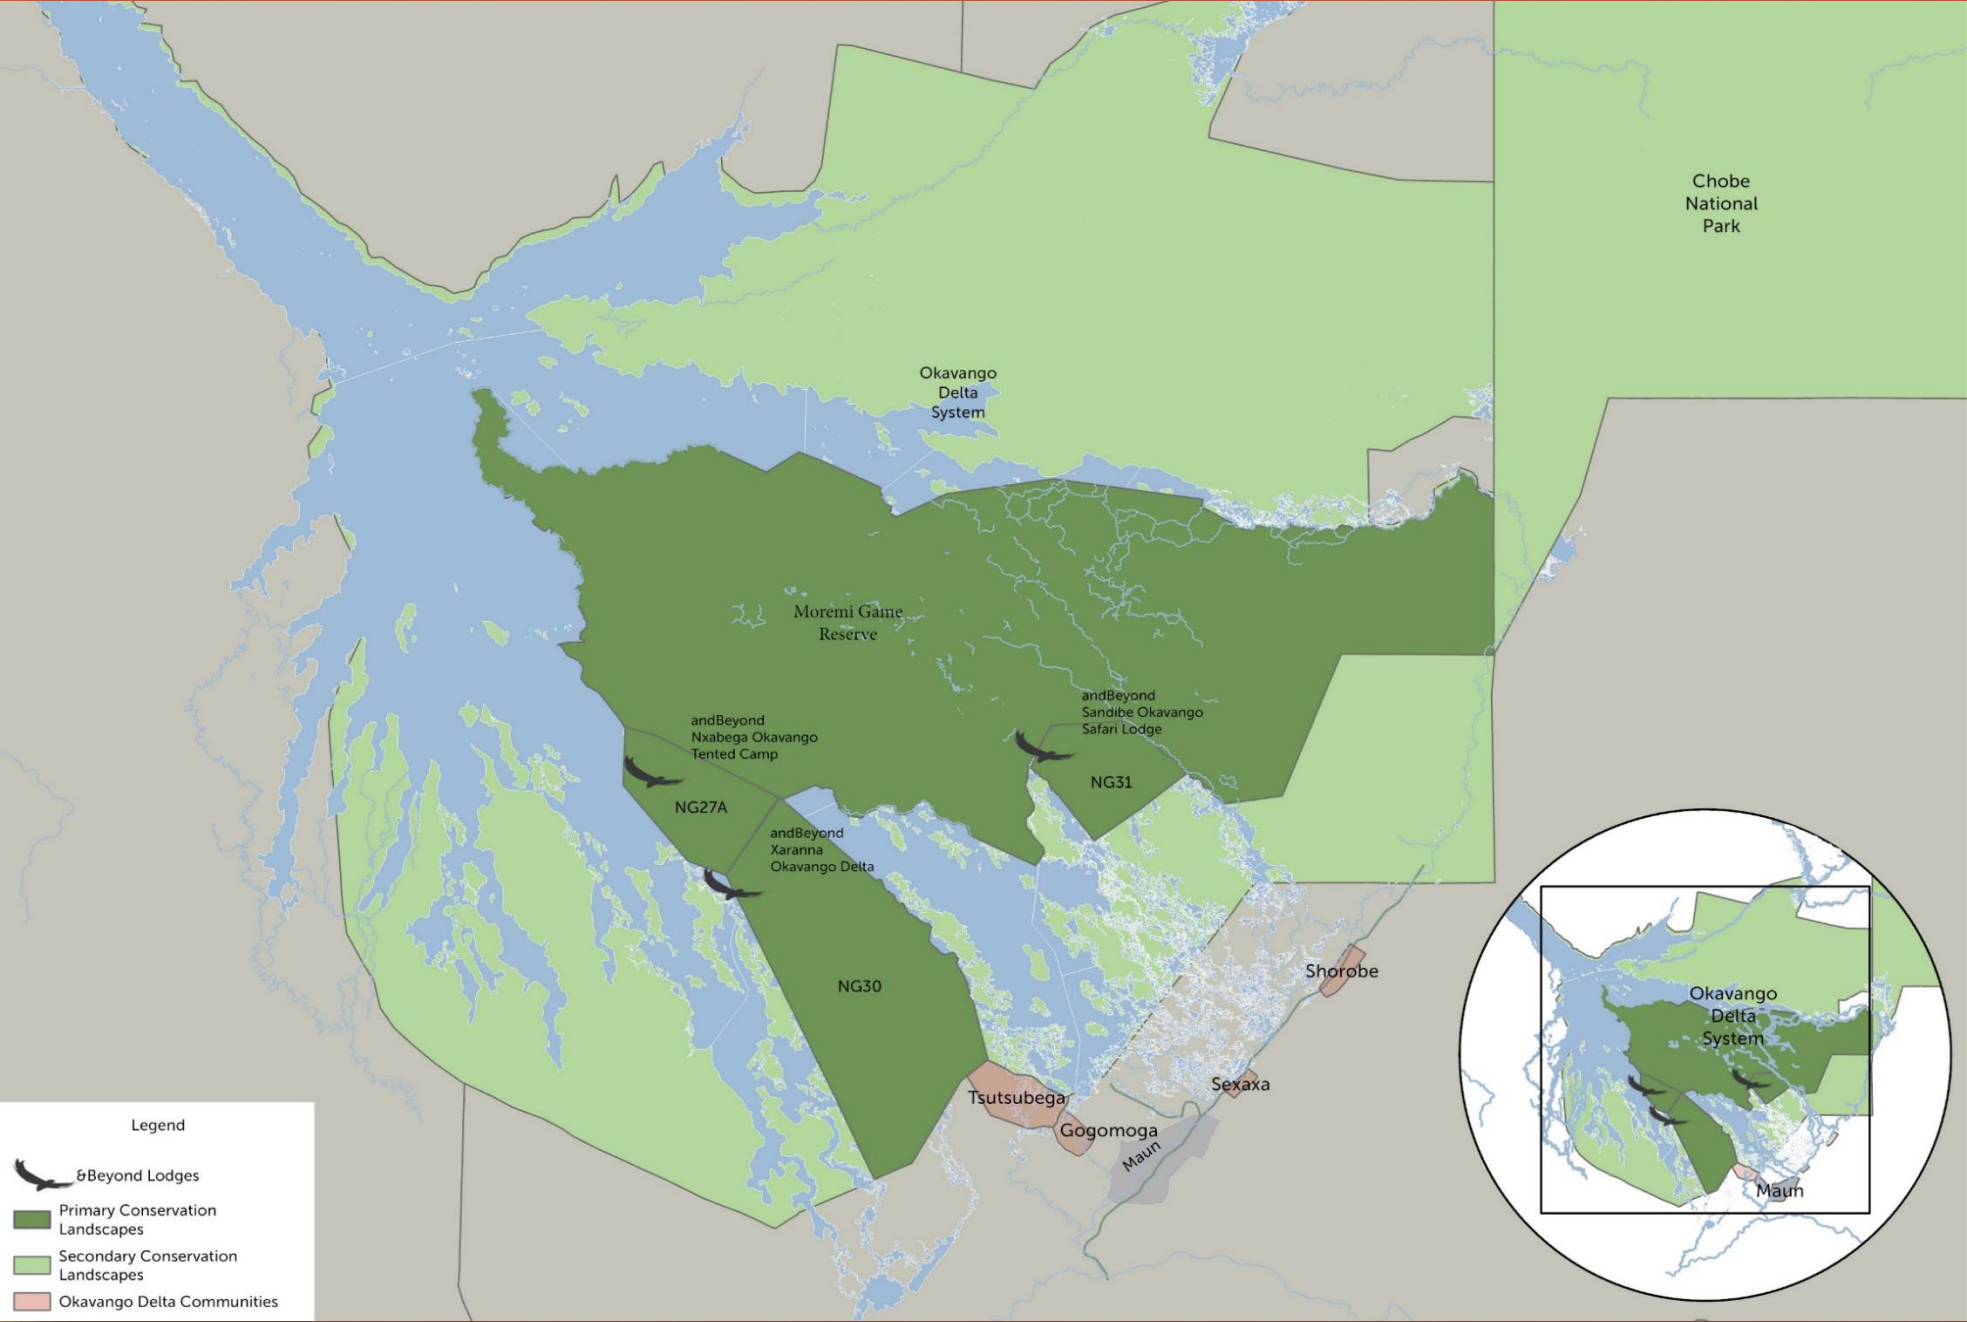 Chobe
National
Park
Okavango
Delta
System
Moremi Game
Reserve
andBeyond
Sandibe Okavango
Safari Lodge
andBeyond
Nxabega Okavango
Tented Camp
NG31
NG27A
andBeyond
Xaranna
Okavango Delta
NG30
Shorobe
Sexaxa
Tsutsubega
Gogomoga
Maun
Legend
&Beyond Lodges
Primary Conservation
Landscapes
Secondary Conservation
Landscapes
Okavango Delta Communities
Okavango
Delta
System
Maun